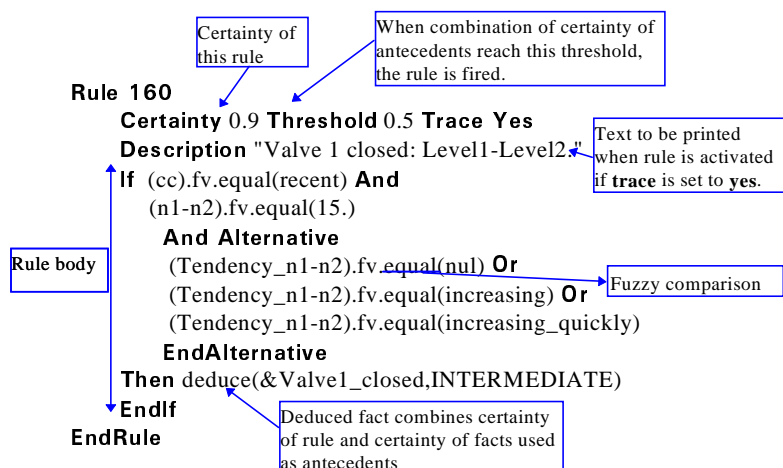 Certainty of
this rule
When combination of certainty of
antecedents reach this threshold,
the rule is fired.
Rule 160
Certainty 0.9 Threshold 0.5 Trace Yes
Description "Valve 1 closed: Level1-Level2."
Text to be printed
when rule is activated
if trace is set to yes.
If (cc).fv.equal(recent) And
(n1-n2).fv.equal(15.)
And Alternative
Rule body
(Tendency_n1-n2).fv.equal(nul) Or
Fuzzy comparison
(Tendency_n1-n2).fv.equal(increasing) Or
(Tendency_n1-n2).fv.equal(increasing_quickly)
EndAlternative
Then deduce(&Valve1_closed,INTERMEDIATE)
EndIf
EndRule
Deduced fact combines certainty
of rule and certainty of facts used
as antecedents